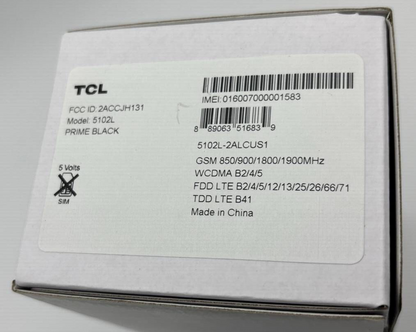 TCL
FCC ID: 2ACCJH131
Model: 5102L
PRIME BLACK
5 Volts
SIM
IMEI:016007000001583
8 89063 51683 9
5102L-2ALCUS1
GSM 850/900/1800/1900MHz
WCDMA B2/4/5
FDD LTE B2/4/5/12/13/25/26/66/71
TDD LTE B41
Made in China